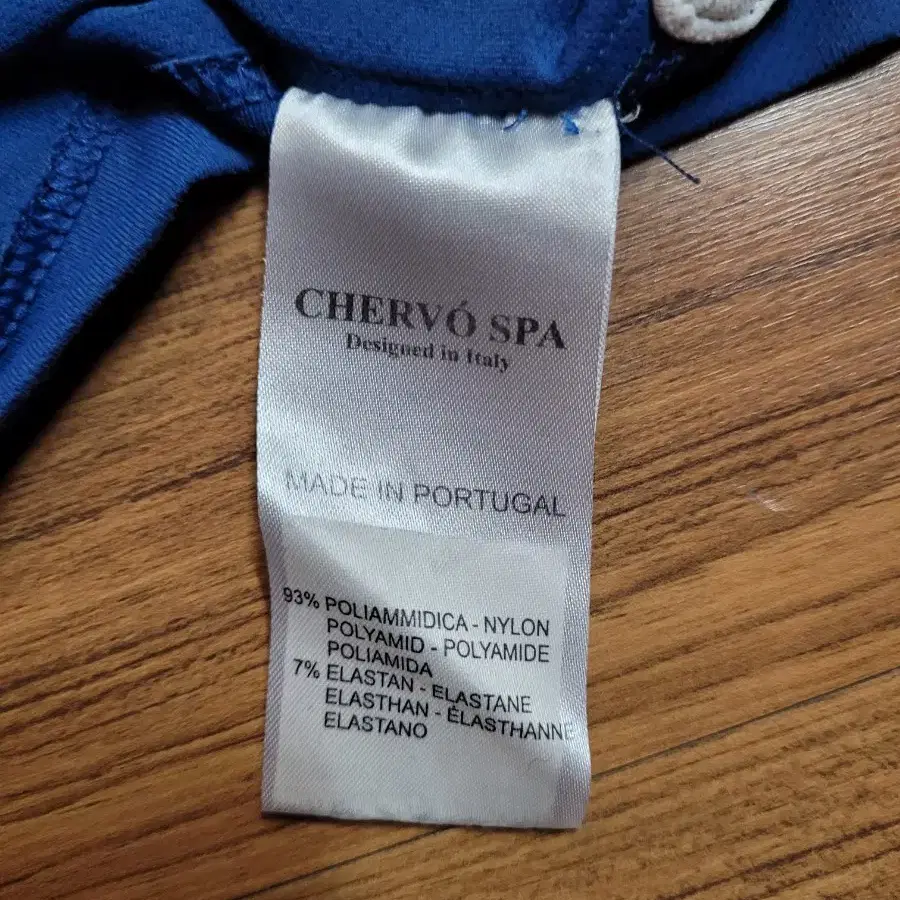 CHERVÓ SPA
Designed in Italy
MADE IN PORTUGAL
93% POLIAMMIDICA - NYLON
POLYAMID - POLYAMIDE
POLIAMIDA
7% ELASTAN - ELASTANE
ELASTHAN - ÉLASTHANNE
ELASTANO